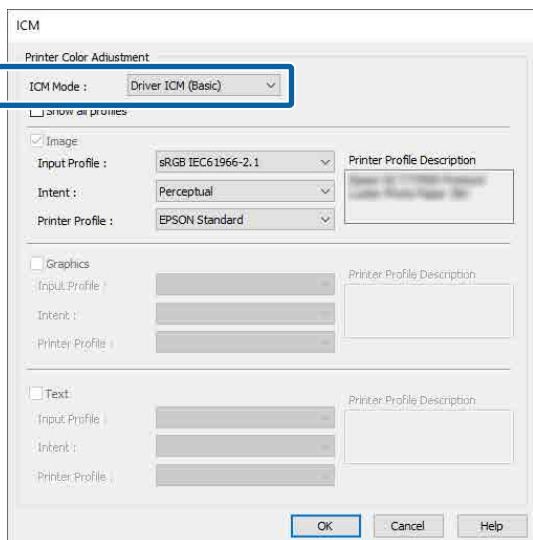 ICM
Printer Color Adjustment
ICM Mode : Driver ICM (Basic)
Show all profiles
Image
Input Profile : sRGB IEC61966-2.1 Printer Profile Description
Intent : Perceptual
Printer Profile : EPSON Standard
Graphics
Input Profile : Printer Profile Description
Intent :
Printer Profile :
Text
Input Profile : Printer Profile Description
Intent :
Printer Profile :
OK Cancel Help